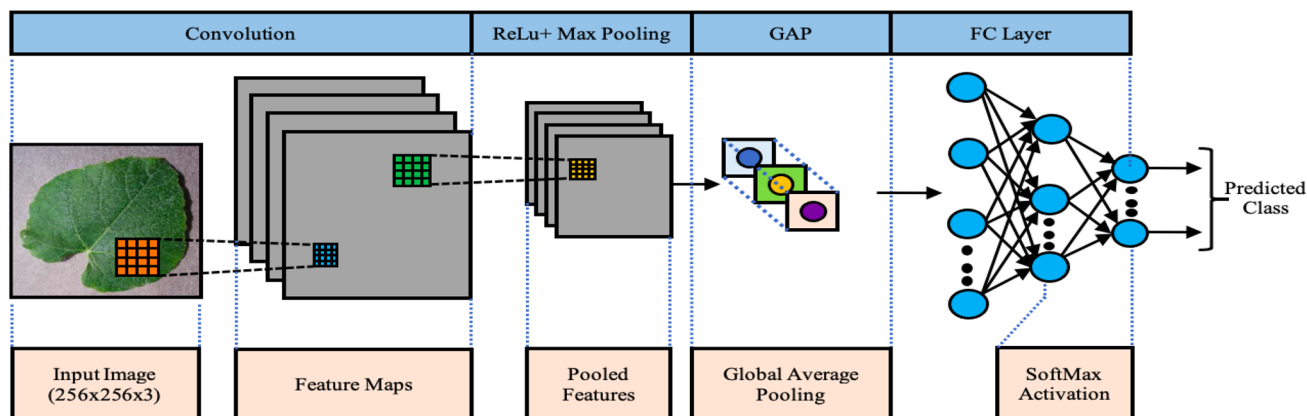 Convolution
ReLu+ Max Pooling
GAP
FC Layer
Predicted
Class
Input Image
(256x256x3)
Feature Maps
Pooled
Features
Global Average
Pooling
SoftMax
Activation